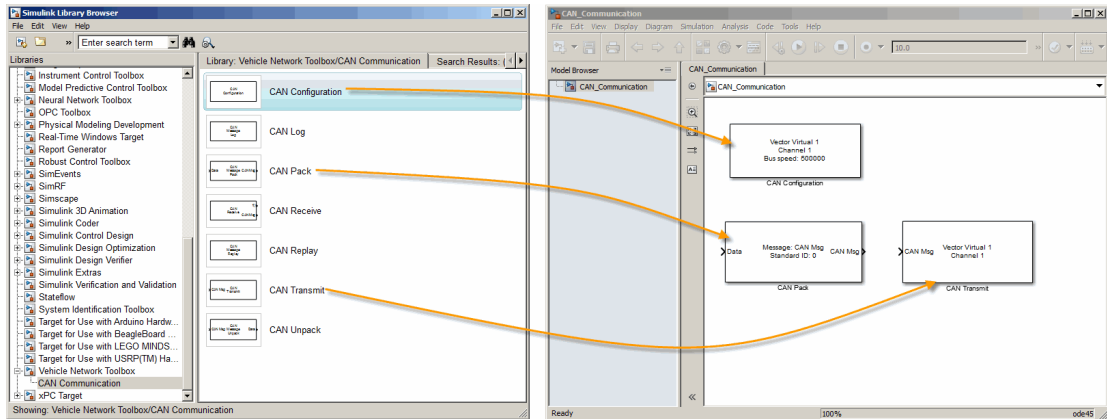 Simulink Library Browser
File Edit View Help
» Enter search term
Libraries
Instrument Control Toolbox
Model Predictive Control Toolbox
Neural Network Toolbox
OPC Toolbox
Physical Modeling Development
Real-Time Windows Target
Report Generator
Robust Control Toolbox
SimEvents
SimRF
Simscape
Simulink 3D Animation
Simulink Coder
Simulink Control Design
Simulink Design Optimization
Simulink Design Verifier
Simulink Extras
Simulink Verification and Validation
Stateflow
System Identification Toolbox
Target for Use with Arduino Hardw...
Target for Use with BeagleBoard ...
Target for Use with LEGO MINDS...
Target for Use with USRP(TM) Ha...
Vehicle Network Toolbox
CAN Communication
xPC Target
Showing: Vehicle Network Toolbox/CAN Communication
Library: Vehicle Network Toolbox/CAN Communication
Search Results: (
CAN Configuration
CAN Configuration
CAN Message Log
CAN Log
CAN Pack
CAN Receive
CAN Replay
CAN Transmit
CAN Unpack
CAN_Communication
File Edit View Display Diagram Simulation Analysis Code Tools Help
10.0
»
Model Browser
CAN_Communication
CAN_Communication
CAN_Communication
Vector Virtual 1
Channel 1
Bus speed: 500000
CAN Configuration
Data
Message: CAN Msg
Standard ID: 0
CAN Msg
CAN Pack
CAN Msg
Vector Virtual 1
Channel 1
CAN Transmit
«
Ready
100%
ode45